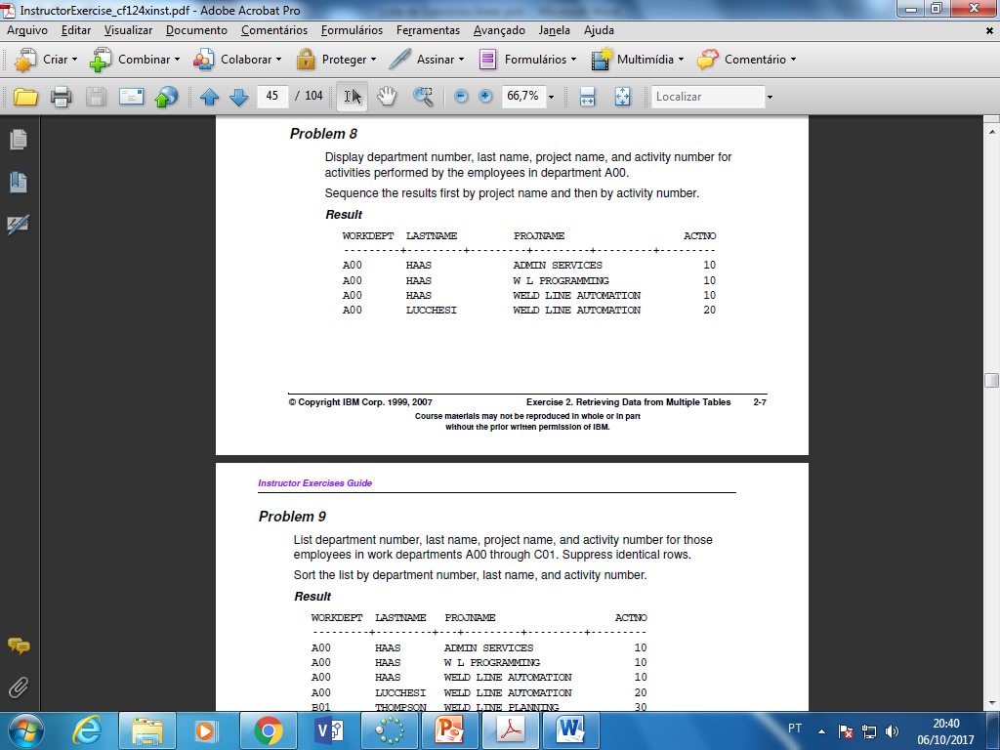 InstructorExercise_cf124xinst.pdf - Adobe Acrobat Pro
Arquivo Editar Visualizar Documento Comentários Formulários Ferramentas Avançado Janela Ajuda
Criar Combinar Colaborar Proteger Assinar Formulários Multimídia Comentário
45 / 104 66,7% Localizar
Problem 8
Display department number, last name, project name, and activity number for
activities performed by the employees in department A00.
Sequence the results first by project name and then by activity number.
Result
WORKDEPT LASTNAME PROJNAME ACTNO
---------+---------+---------+---------+---------+---------
A00 HAAS ADMIN SERVICES 10
A00 HAAS W L PROGRAMMING 10
A00 HAAS WELD LINE AUTOMATION 10
A00 LUCCHESI WELD LINE AUTOMATION 20
© Copyright IBM Corp. 1999, 2007 Exercise 2. Retrieving Data from Multiple Tables 2-7
Course materials may not be reproduced in whole or in part
without the prior written permission of IBM.
Instructor Exercises Guide
Problem 9
List department number, last name, project name, and activity number for those
employees in work departments A00 through C01. Suppress identical rows.
Sort the list by department number, last name, and activity number.
Result
WORKDEPT LASTNAME PROJNAME ACTNO
---------+---------+---+---------+---------+---------
A00 HAAS ADMIN SERVICES 10
A00 HAAS W L PROGRAMMING 10
A00 HAAS WELD LINE AUTOMATION 10
A00 LUCCHESI WELD LINE AUTOMATION 20
B01 THOMPSON WELD LINE PLANNING 30
PT 20:40
06/10/2017